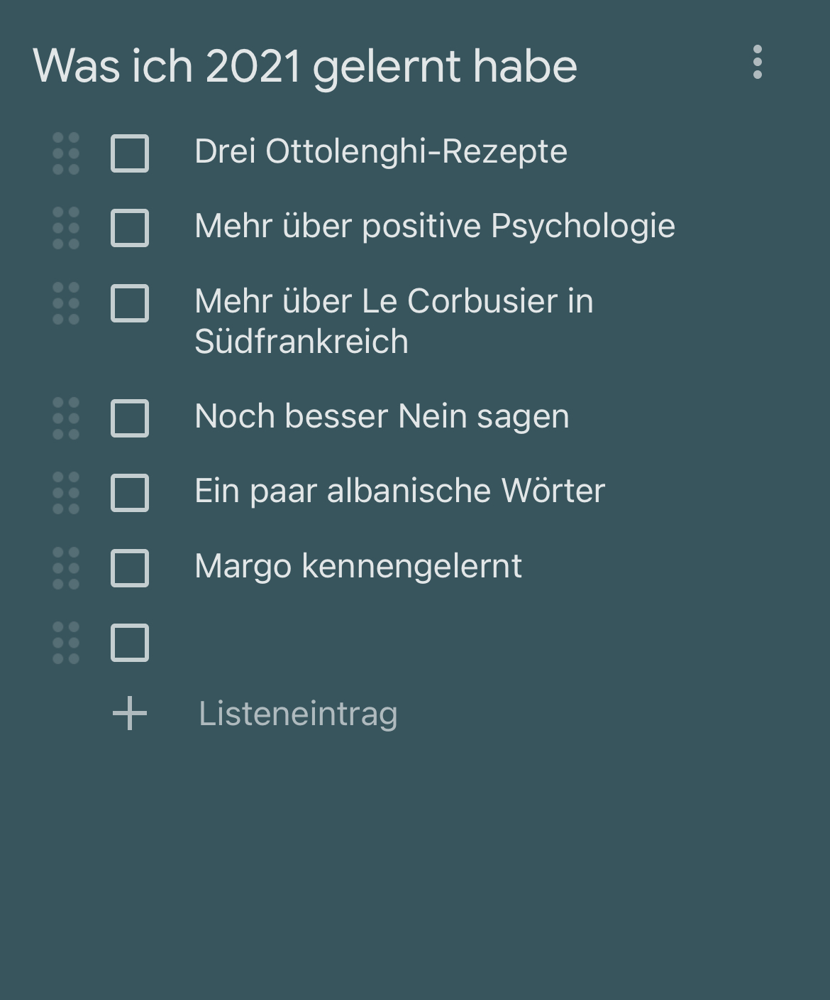 Was ich 2021 gelernt habe
Drei Ottolenghi-Rezepte
Mehr über positive Psychologie
Mehr über Le Corbusier in
Südfrankreich
Noch besser Nein sagen
Ein paar albanische Wörter
Margo kennengelernt
Listeneintrag